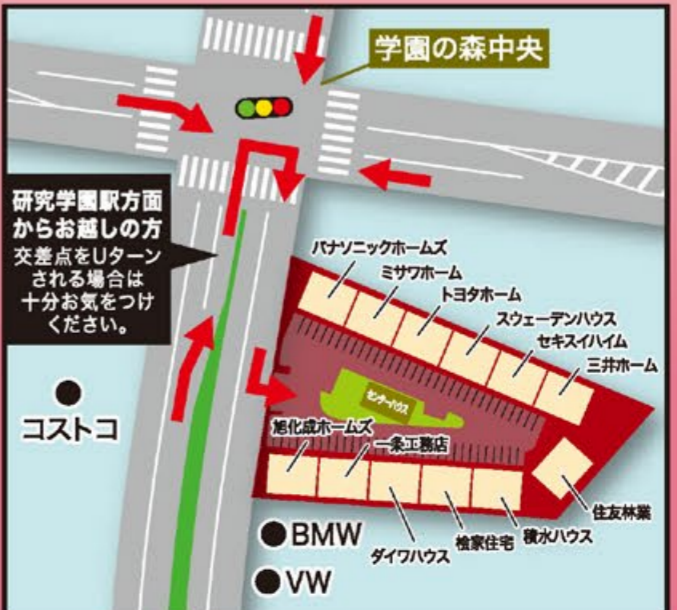 学園の森中央
研究学園駅方面
からお越しの方
交差点をUターン
される場合は
十分お気をつけ
ください。
パナソニックホームズ
ミサワホーム
トヨタホーム
スウェーデンハウス
セキスイハイム
三井ホーム
センターハウス
コストコ
旭化成ホームズ
一条工務店
住友林業
積水ハウス
桧家住宅
ダイワハウス
BMW
VW